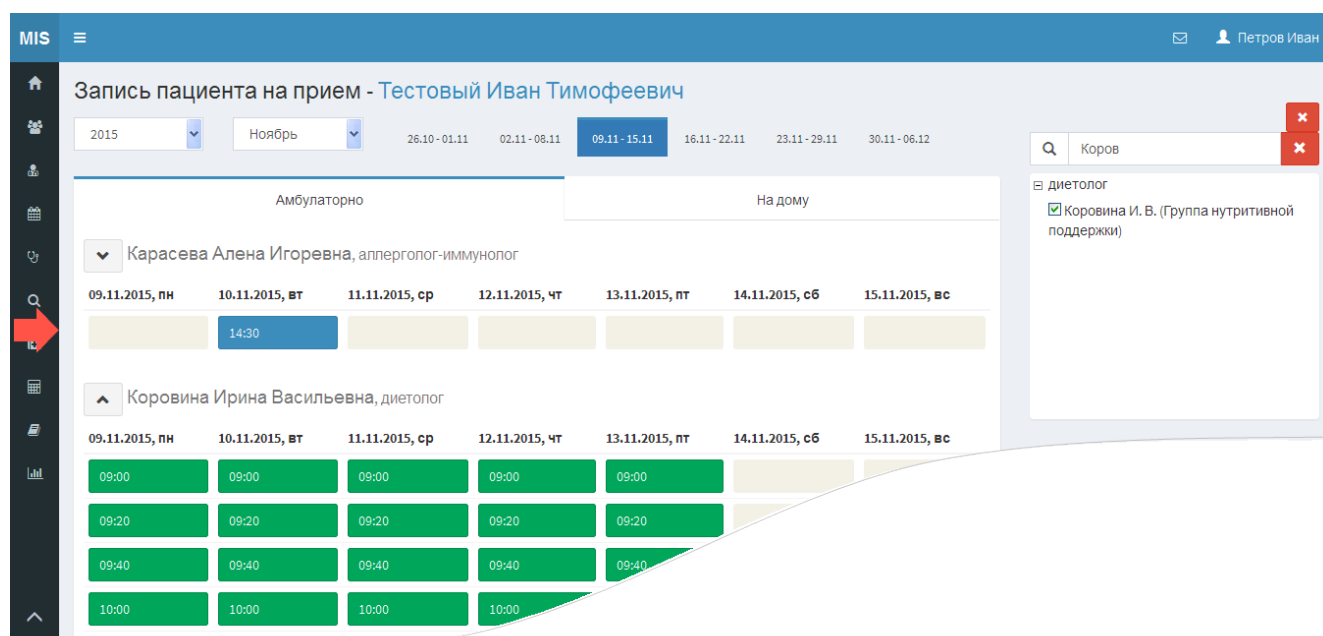 MIS Петров Иван
Запись пациента на прием - Тестовый Иван Тимофеевич
2015 Ноябрь 26.10 - 01.11 02.11 - 08.11 09.11 - 15.11 16.11 - 22.11 23.11 - 29.11 30.11 - 06.12
Коров
диетолог
Коровина И. В. (Группа нутритивной
поддержки)
Амбулаторно На дому
Карасева Алена Игоревна, аллерголог-иммунолог
09.11.2015, пн 10.11.2015, вт 11.11.2015, ср 12.11.2015, чт 13.11.2015, пт 14.11.2015, сб 15.11.2015, вс
14:30
Коровина Ирина Васильевна, диетолог
09.11.2015, пн 10.11.2015, вт 11.11.2015, ср 12.11.2015, чт 13.11.2015, пт 14.11.2015, сб 15.11.2015, вс
09:00 09:00 09:00 09:00 09:00
09:20 09:20 09:20 09:20 09:20
09:40 09:40 09:40 09:40 09:40
10:00 10:00 10:00 10:00